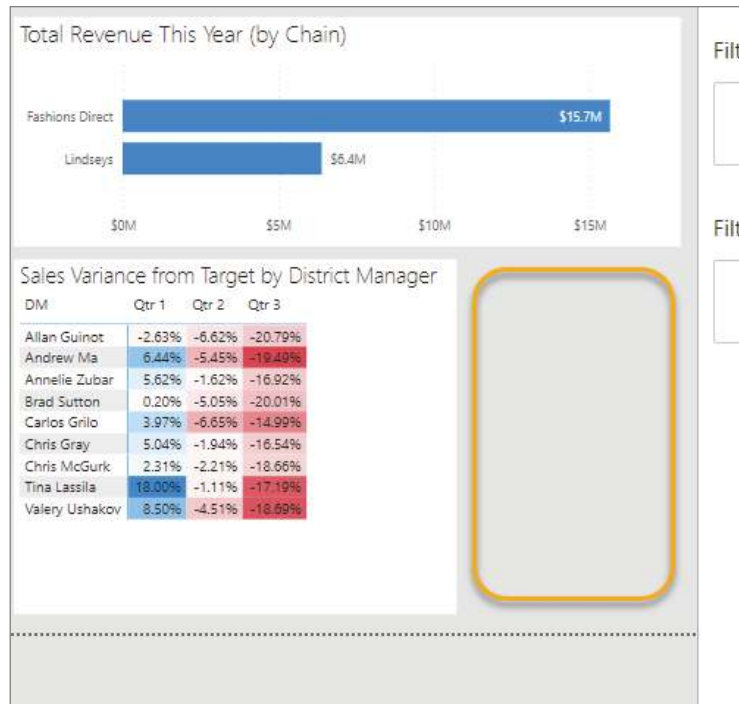 Total Revenue This Year (by Chain)
Fashions Direct $15.7M
Lindseys $6.4M
$0M $5M $10M $15M
Filt
Filt
Sales Variance from Target by District Manager
DM Qtr 1 Qtr 2 Qtr 3
Allan Guinot -2.63% -6.62% -20.79%
Andrew Ma 6.44% -5.45% -19.49%
Annelie Zubar 5.62% -1.62% -16.92%
Brad Sutton 0.20% -5.05% -20.01%
Carlos Grilo 3.97% -6.65% -14.99%
Chris Gray 5.04% -1.94% -16.54%
Chris McGurk 2.31% -2.21% -18.66%
Tina Lassila 18.00% -1.11% -17.19%
Valery Ushakov 8.50% -4.51% -18.69%